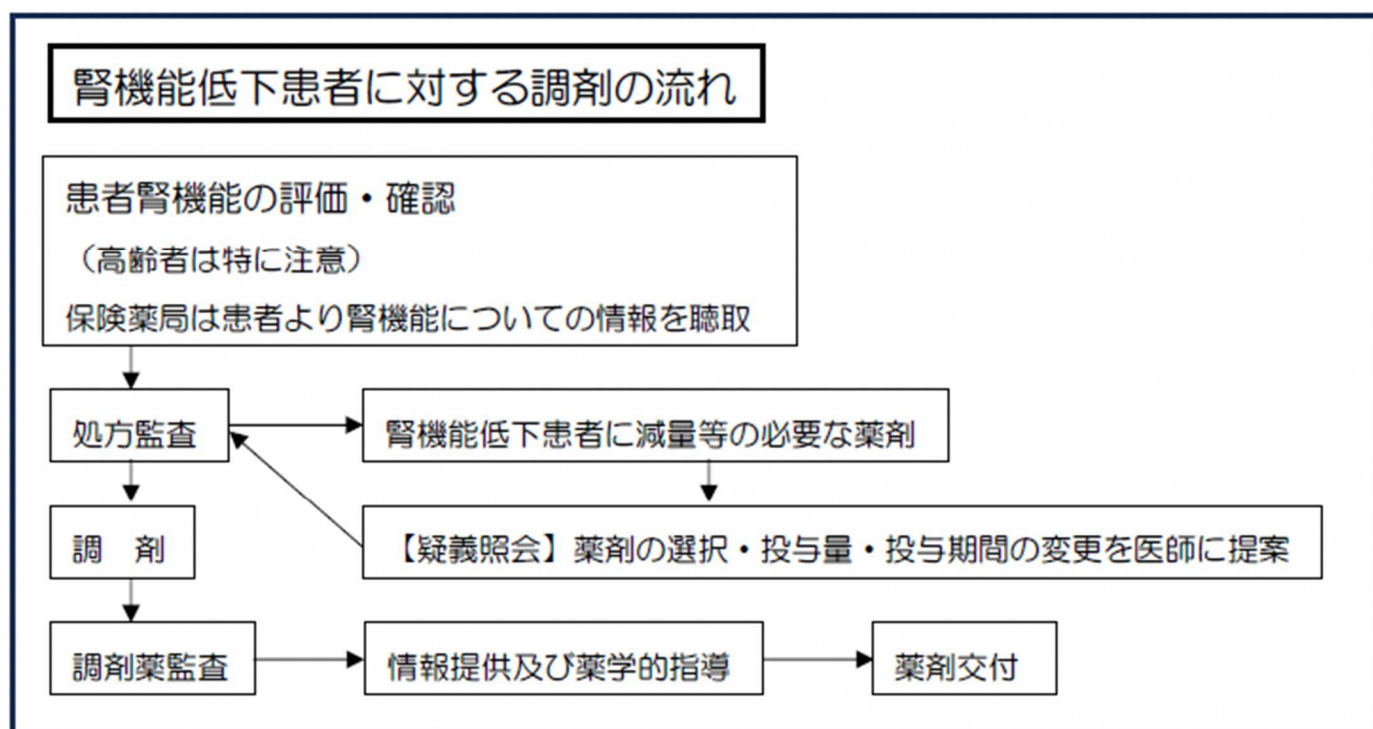 腎機能低下患者に対する調剤の流れ
患者腎機能の評価・確認
（高齢者は特に注意）
保険薬局は患者より腎機能についての情報を聴取
処方監査
腎機能低下患者に減量等の必要な薬剤
調　剤
【疑義照会】薬剤の選択・投与量・投与期間の変更を医師に提案
調剤薬監査
情報提供及び薬学的指導
薬剤交付